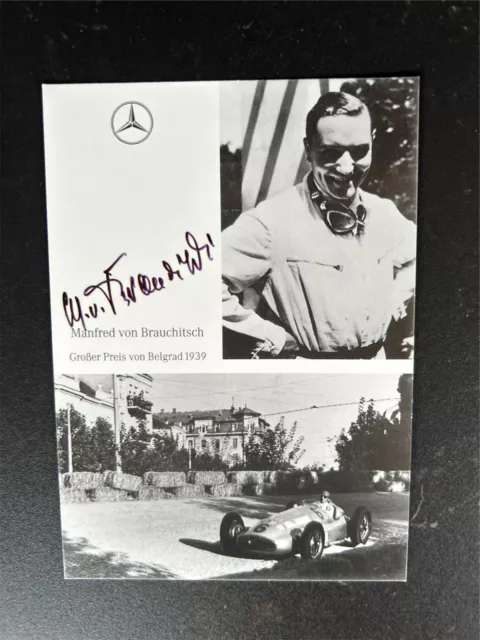 M. v. Brauchitsch
Manfred von Brauchitsch
Großer Preis von Belgrad 1939